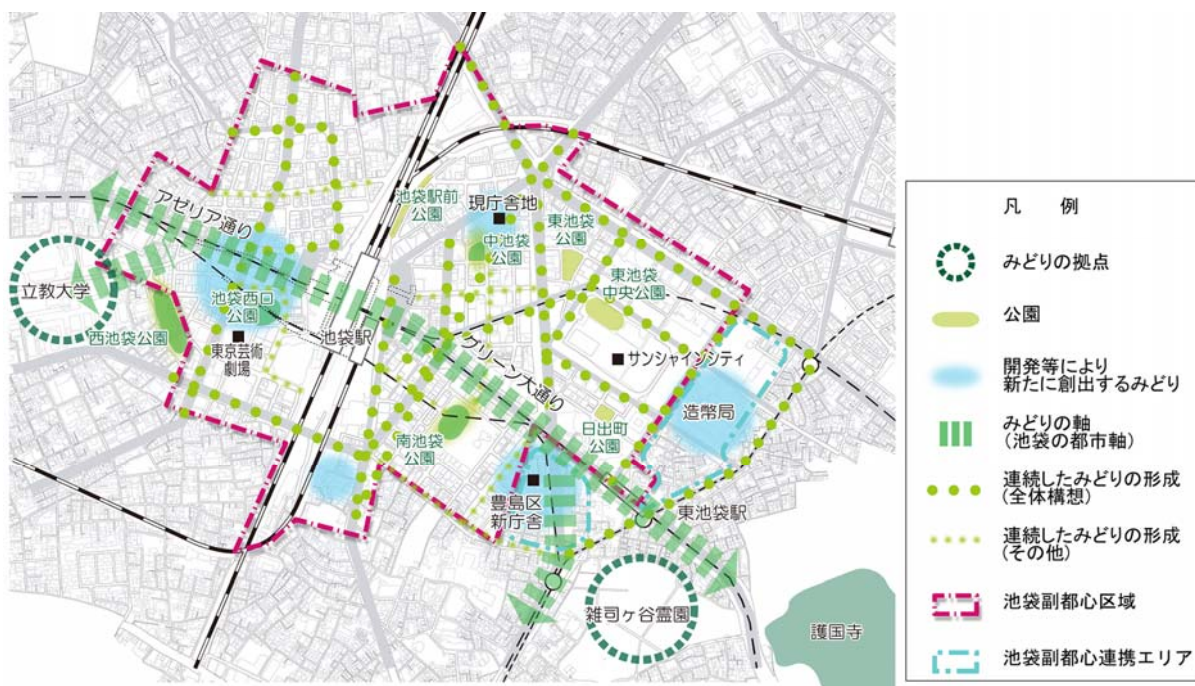 アゼリア通り
池袋駅前
公園
現庁舎地
中池袋
公園
東池袋
公園
東池袋
中央公園
立教大学
池袋西口
公園
西池袋公園
東京芸術
劇場
池袋駅
グリーン大通り
サンシャインシティ
造幣局
南池袋
公園
日出町
公園
豊島区
新庁舎
東池袋駅
雑司ヶ谷霊園
護国寺
凡 例
みどりの拠点
公園
開発等により
新たに創出するみどり
みどりの軸
(池袋の都市軸)
連続したみどりの形成
(全体構想)
連続したみどりの形成
(その他)
池袋副都心区域
池袋副都心連携エリア